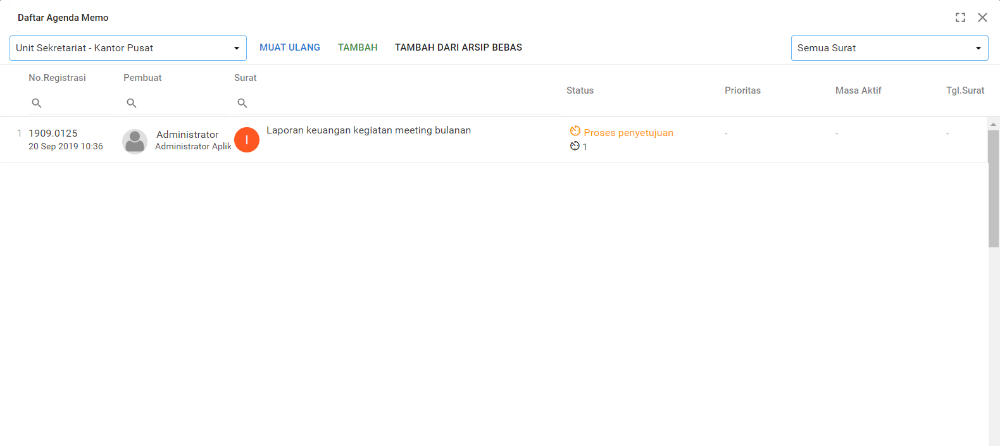 Daftar Agenda Memo
Unit Sekretariat - Kantor Pusat
MUAT ULANG
TAMBAH
TAMBAH DARI ARSIP BEBAS
Semua Surat
No.Registrasi
Pembuat
Surat
Status
Prioritas
Masa Aktif
Tgl.Surat
1
1909.0125
20 Sep 2019 10:36
Administrator
Administrator Aplik
I
Laporan keuangan kegiatan meeting bulanan
Proses penyetujuan
1
-
-
-